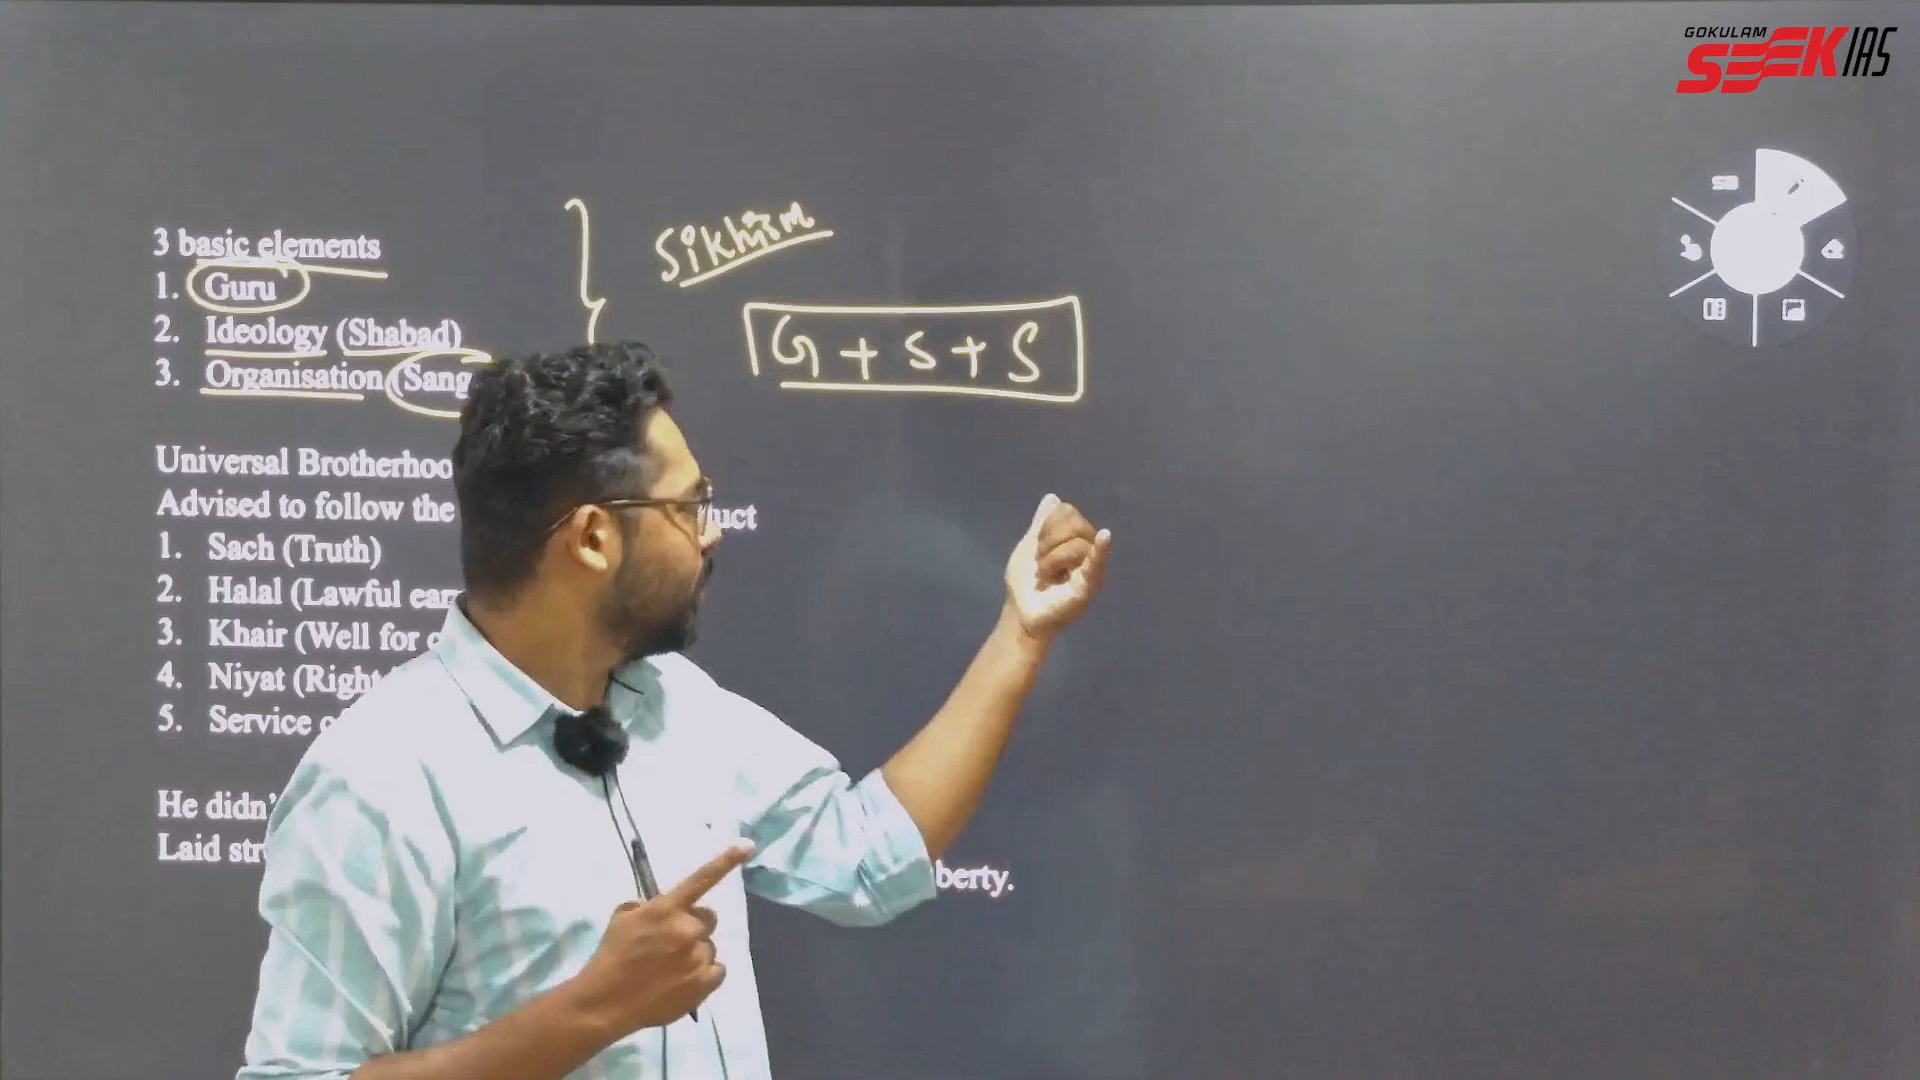 GOKULAM
SEEK IAS
3 basic elements
1. Guru
2. Ideology (Shabad)
3. Organisation (Sang
Sikhism
G + S + S
Universal Brotherhoo
Advised to follow the
uct
1. Sach (Truth)
2. Halal (Lawful ear
3. Khair (Well for
4. Niyat (Right
5. Service
He didn'
Laid str
berty.